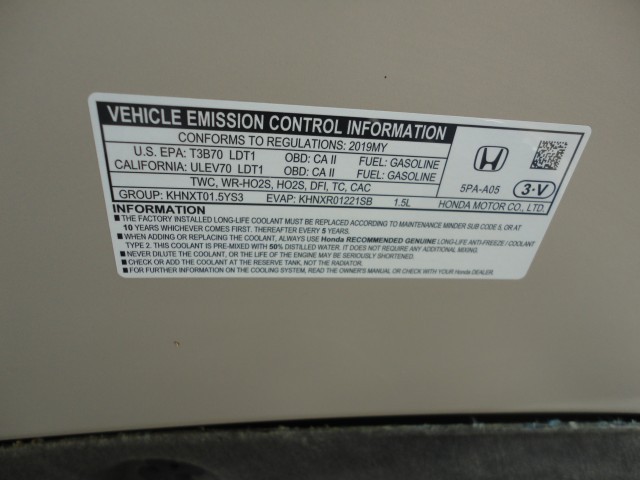 VEHICLE EMISSION CONTROL INFORMATION
CONFORMS TO REGULATIONS: 2019MY
U.S. EPA: T3B70 LDT1 OBD: CA II FUEL: GASOLINE
CALIFORNIA: ULEV70 LDT1 OBD: CA II FUEL: GASOLINE
TWC, WR-HO2S, HO2S, DFI, TC, CAC
GROUP: KHNXT01.5YS3 EVAP: KHNXR01221SB 1.5L
5PA-A05
3-V
HONDA MOTOR CO., LTD.
INFORMATION
■ THE FACTORY INSTALLED LONG-LIFE COOLANT MUST BE REPLACED ACCORDING TO MAINTENANCE MINDER SUB CODE 5, OR AT
10 YEARS WHICHEVER COMES FIRST. THEREAFTER EVERY 5 YEARS.
■ WHEN ADDING OR REPLACING THE COOLANT, ALWAYS USE Honda RECOMMENDED GENUINE LONG-LIFE ANTI-FREEZE / COOLANT
TYPE 2. THIS COOLANT IS PRE-MIXED WITH 50% DISTILLED WATER. IT DOES NOT REQUIRE ANY ADDITIONAL MIXING.
■ NEVER DILUTE THE COOLANT, OR THE LIFE OF THE ENGINE MAY BE SERIOUSLY SHORTENED.
■ CHECK OR ADD THE COOLANT AT THE RESERVE TANK, NOT THE RADIATOR.
■ FOR FURTHER INFORMATION ON THE COOLING SYSTEM, READ THE OWNER'S MANUAL OR CHECK WITH YOUR Honda DEALER.